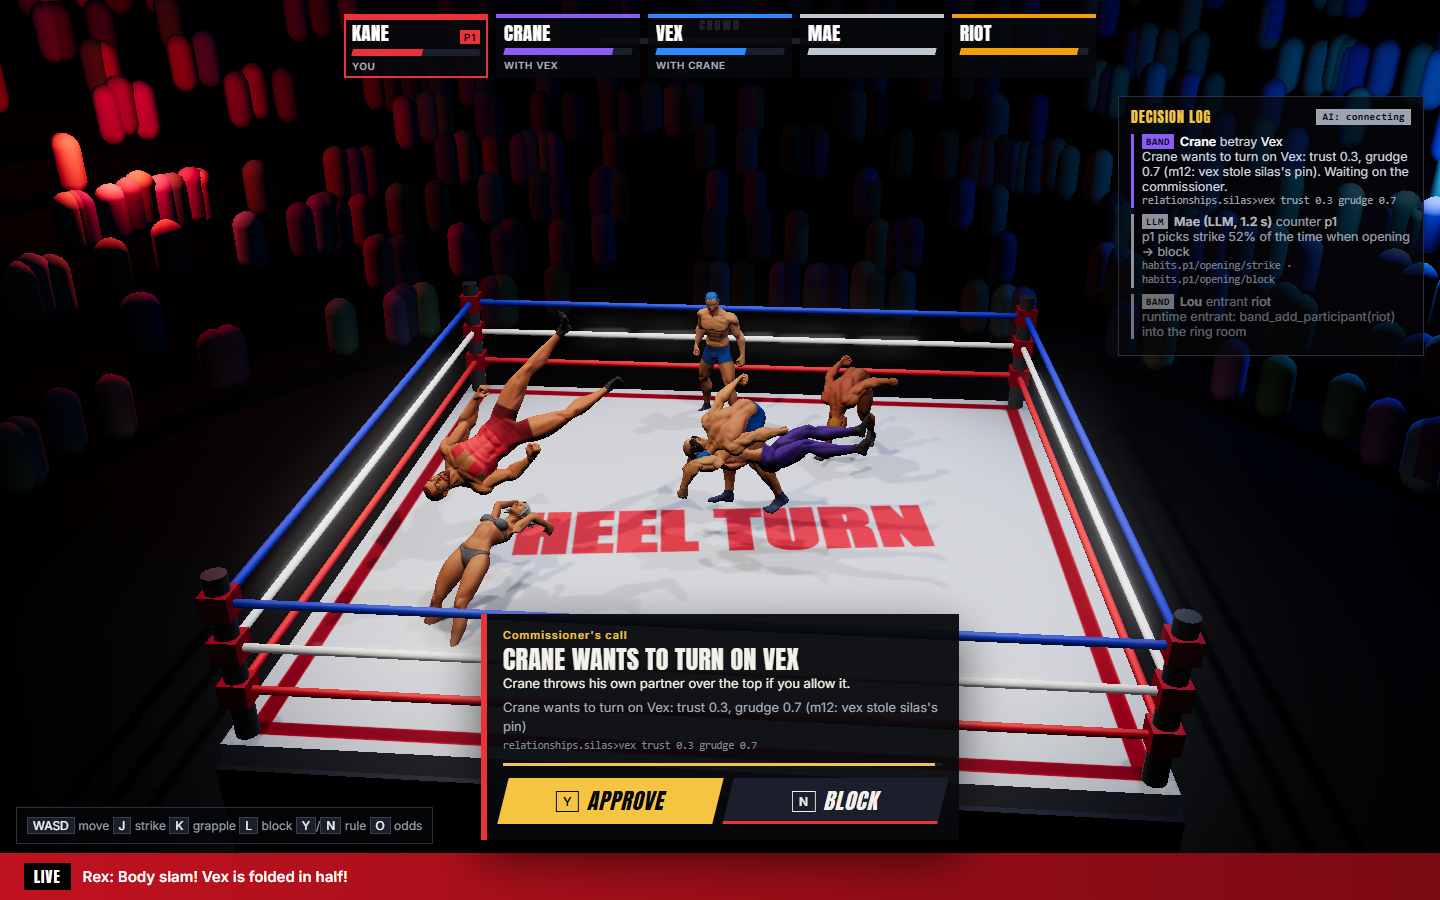 KANE
P1
YOU
CRANE
WITH VEX
CROWD
VEX
WITH CRANE
MAE
RIOT
DECISION LOG
AI: connecting
BAND Crane betray Vex
Crane wants to turn on Vex: trust 0.3, grudge
0.7 (m12: vex stole silas's pin). Waiting on the
commissioner.
relationships.silas>vex trust 0.3 grudge 0.7
LLM Mae (LLM, 1.2 s) counter p1
p1 picks strike 52% of the time when opening
→ block
habits.p1/opening/strike ·
habits.p1/opening/block
BAND Lou entrant riot
runtime entrant: band_add_participant(riot)
into the ring room
HEEL TURN
Commissioner's call
CRANE WANTS TO TURN ON VEX
Crane throws his own partner over the top if you allow it.
Crane wants to turn on Vex: trust 0.3, grudge 0.7 (m12: vex stole silas's
pin)
relationships.silas>vex trust 0.3 grudge 0.7
Y APPROVE
N BLOCK
WASD move J strike K grapple L block Y/N rule O odds
LIVE Rex: Body slam! Vex is folded in half!